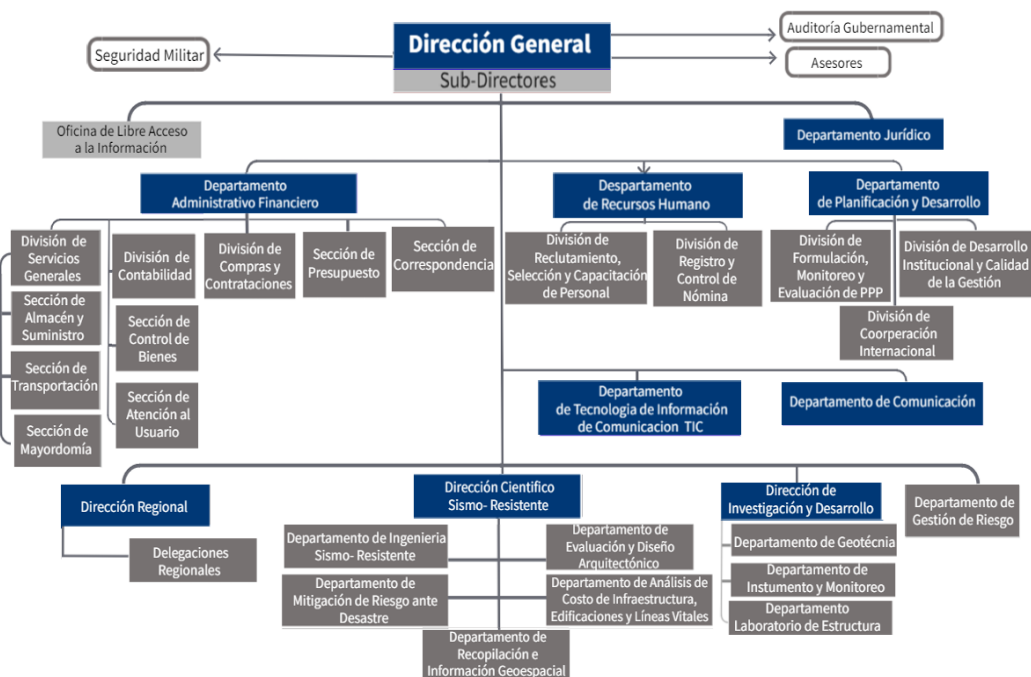 Dirección General
Sub-Directores
Seguridad Militar
Auditoría Gubernamental
Asesores
Oficina de Libre Acceso
a la Información
Departamento Jurídico
Departamento
Administrativo Financiero
Despartamento
de Recursos Humano
Departamento
de Planificación y Desarrollo
División de
Servicios
Generales
División de
Contabilidad
División de
Compras y
Contrataciones
Sección de
Presupuesto
Sección de
Correspondencia
División de
Reclutamiento,
Selección y Capacitación
de Personal
División de
Registro y
Control de
Nómina
División de
Formulación,
Monitoreo y
Evaluación de PPP
División de Desarrollo
Institucional y Calidad
de la Gestión
Sección de
Almacén y
Suministro
Sección de
Control de
Bienes
División de
Coorperación
Internacional
Sección de
Transportación
Sección de
Atención al
Usuario
Sección de
Mayordomía
Departamento
de Tecnologia de Información
de Comunicacion TIC
Departamento de Comunicación
Dirección Regional
Dirección Cientifico
Sismo- Resistente
Dirección de
Investigación y Desarrollo
Departamento de
Gestión de Riesgo
Delegaciones
Regionales
Departamento de Ingenieria
Sismo- Resistente
Departamento de
Evaluación y Diseño
Arquitectónico
Departamento de
Mitigación de Riesgo ante
Desastre
Departamento de Análisis de
Costo de Infraestructura,
Edificaciones y Líneas Vitales
Departamento de
Recopilación e
Información Geoespacial
Departamento de Geotécnia
Departamento de
Instumento y Monitoreo
Departamento
Laboratorio de Estructura